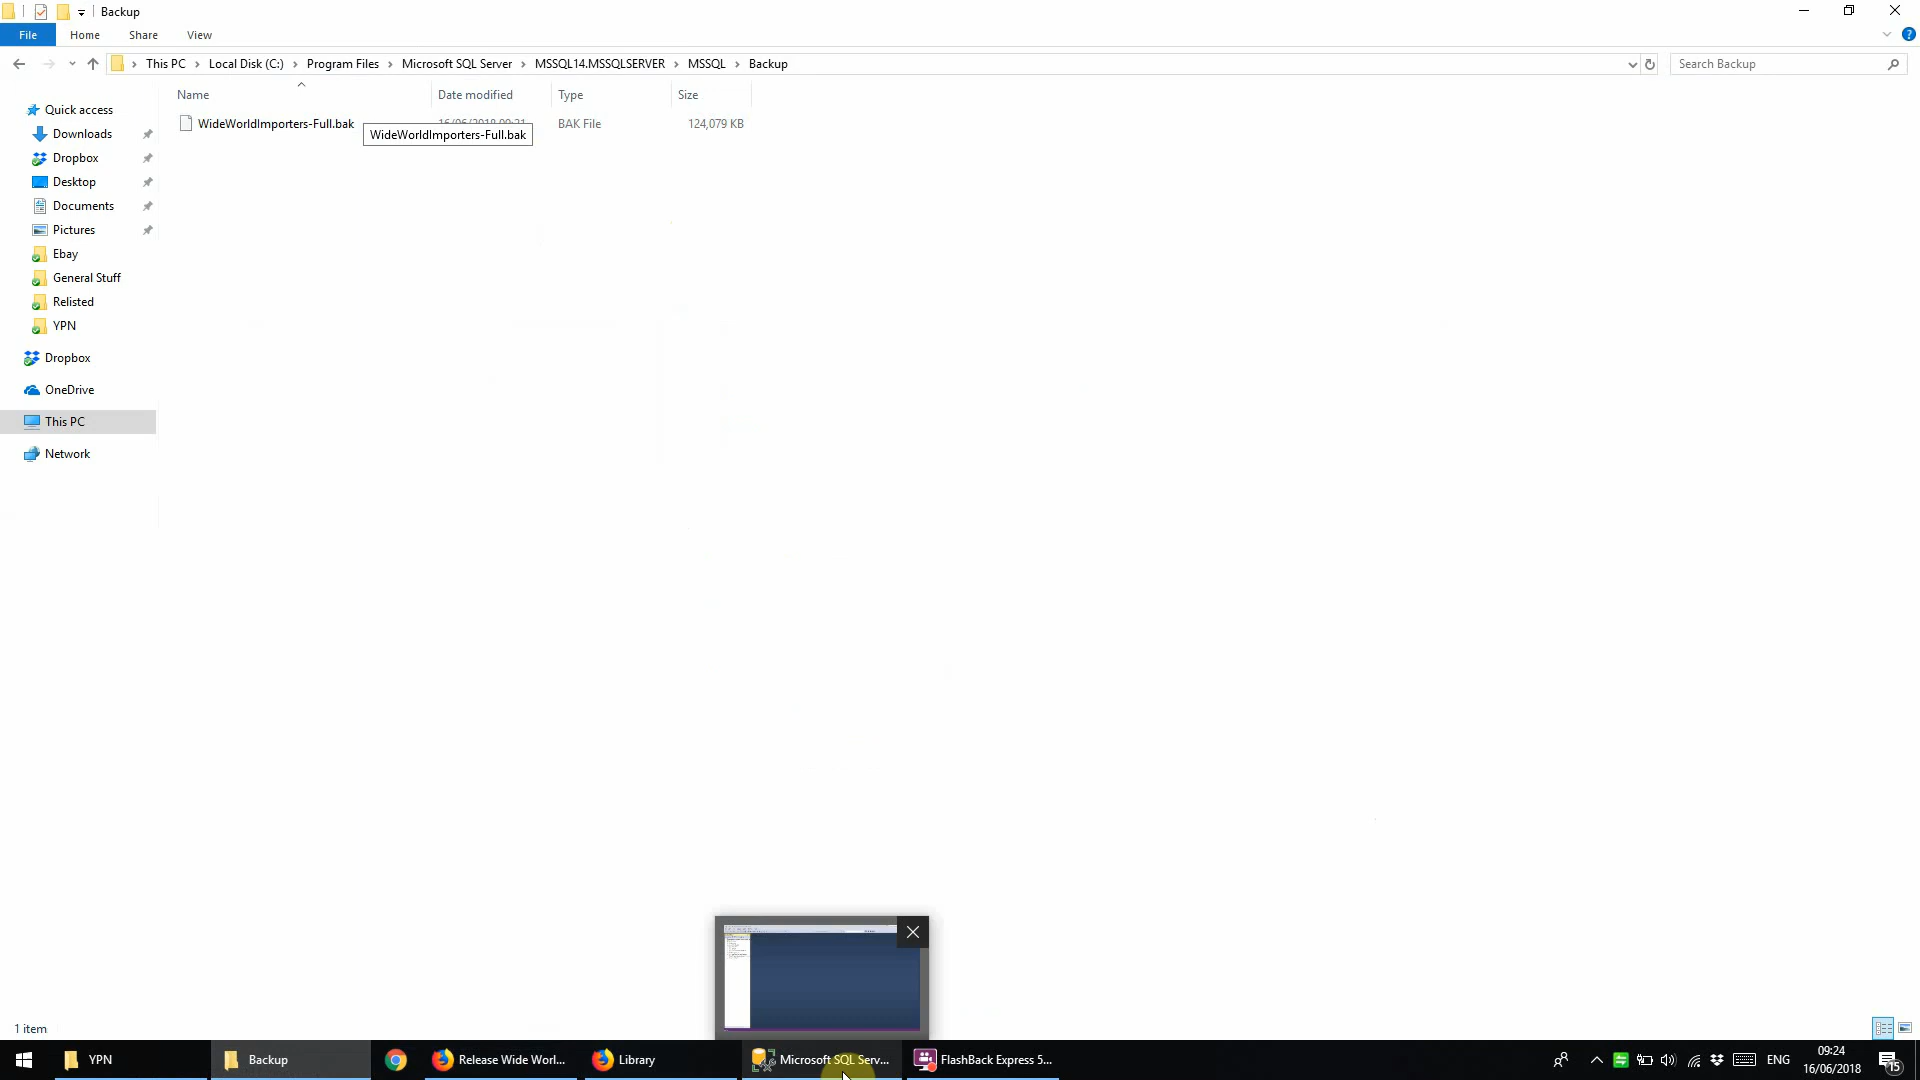 Backup
File Home Share View
This PC Local Disk (C:) Program Files Microsoft SQL Server MSSQL14.MSSQLSERVER MSSQL Backup
Search Backup
Name Date modified Type Size
WideWorldImporters-Full.bak BAK File 124,079 KB
WideWorldImporters-Full.bak
Quick access
Downloads
Dropbox
Desktop
Documents
Pictures
Ebay
General Stuff
Relisted
YPN
Dropbox
OneDrive
This PC
Network
1 item
YPN
Backup
Release Wide Worl...
Library
Microsoft SQL Serv...
FlashBack Express 5...
ENG
09:24
16/06/2018
15